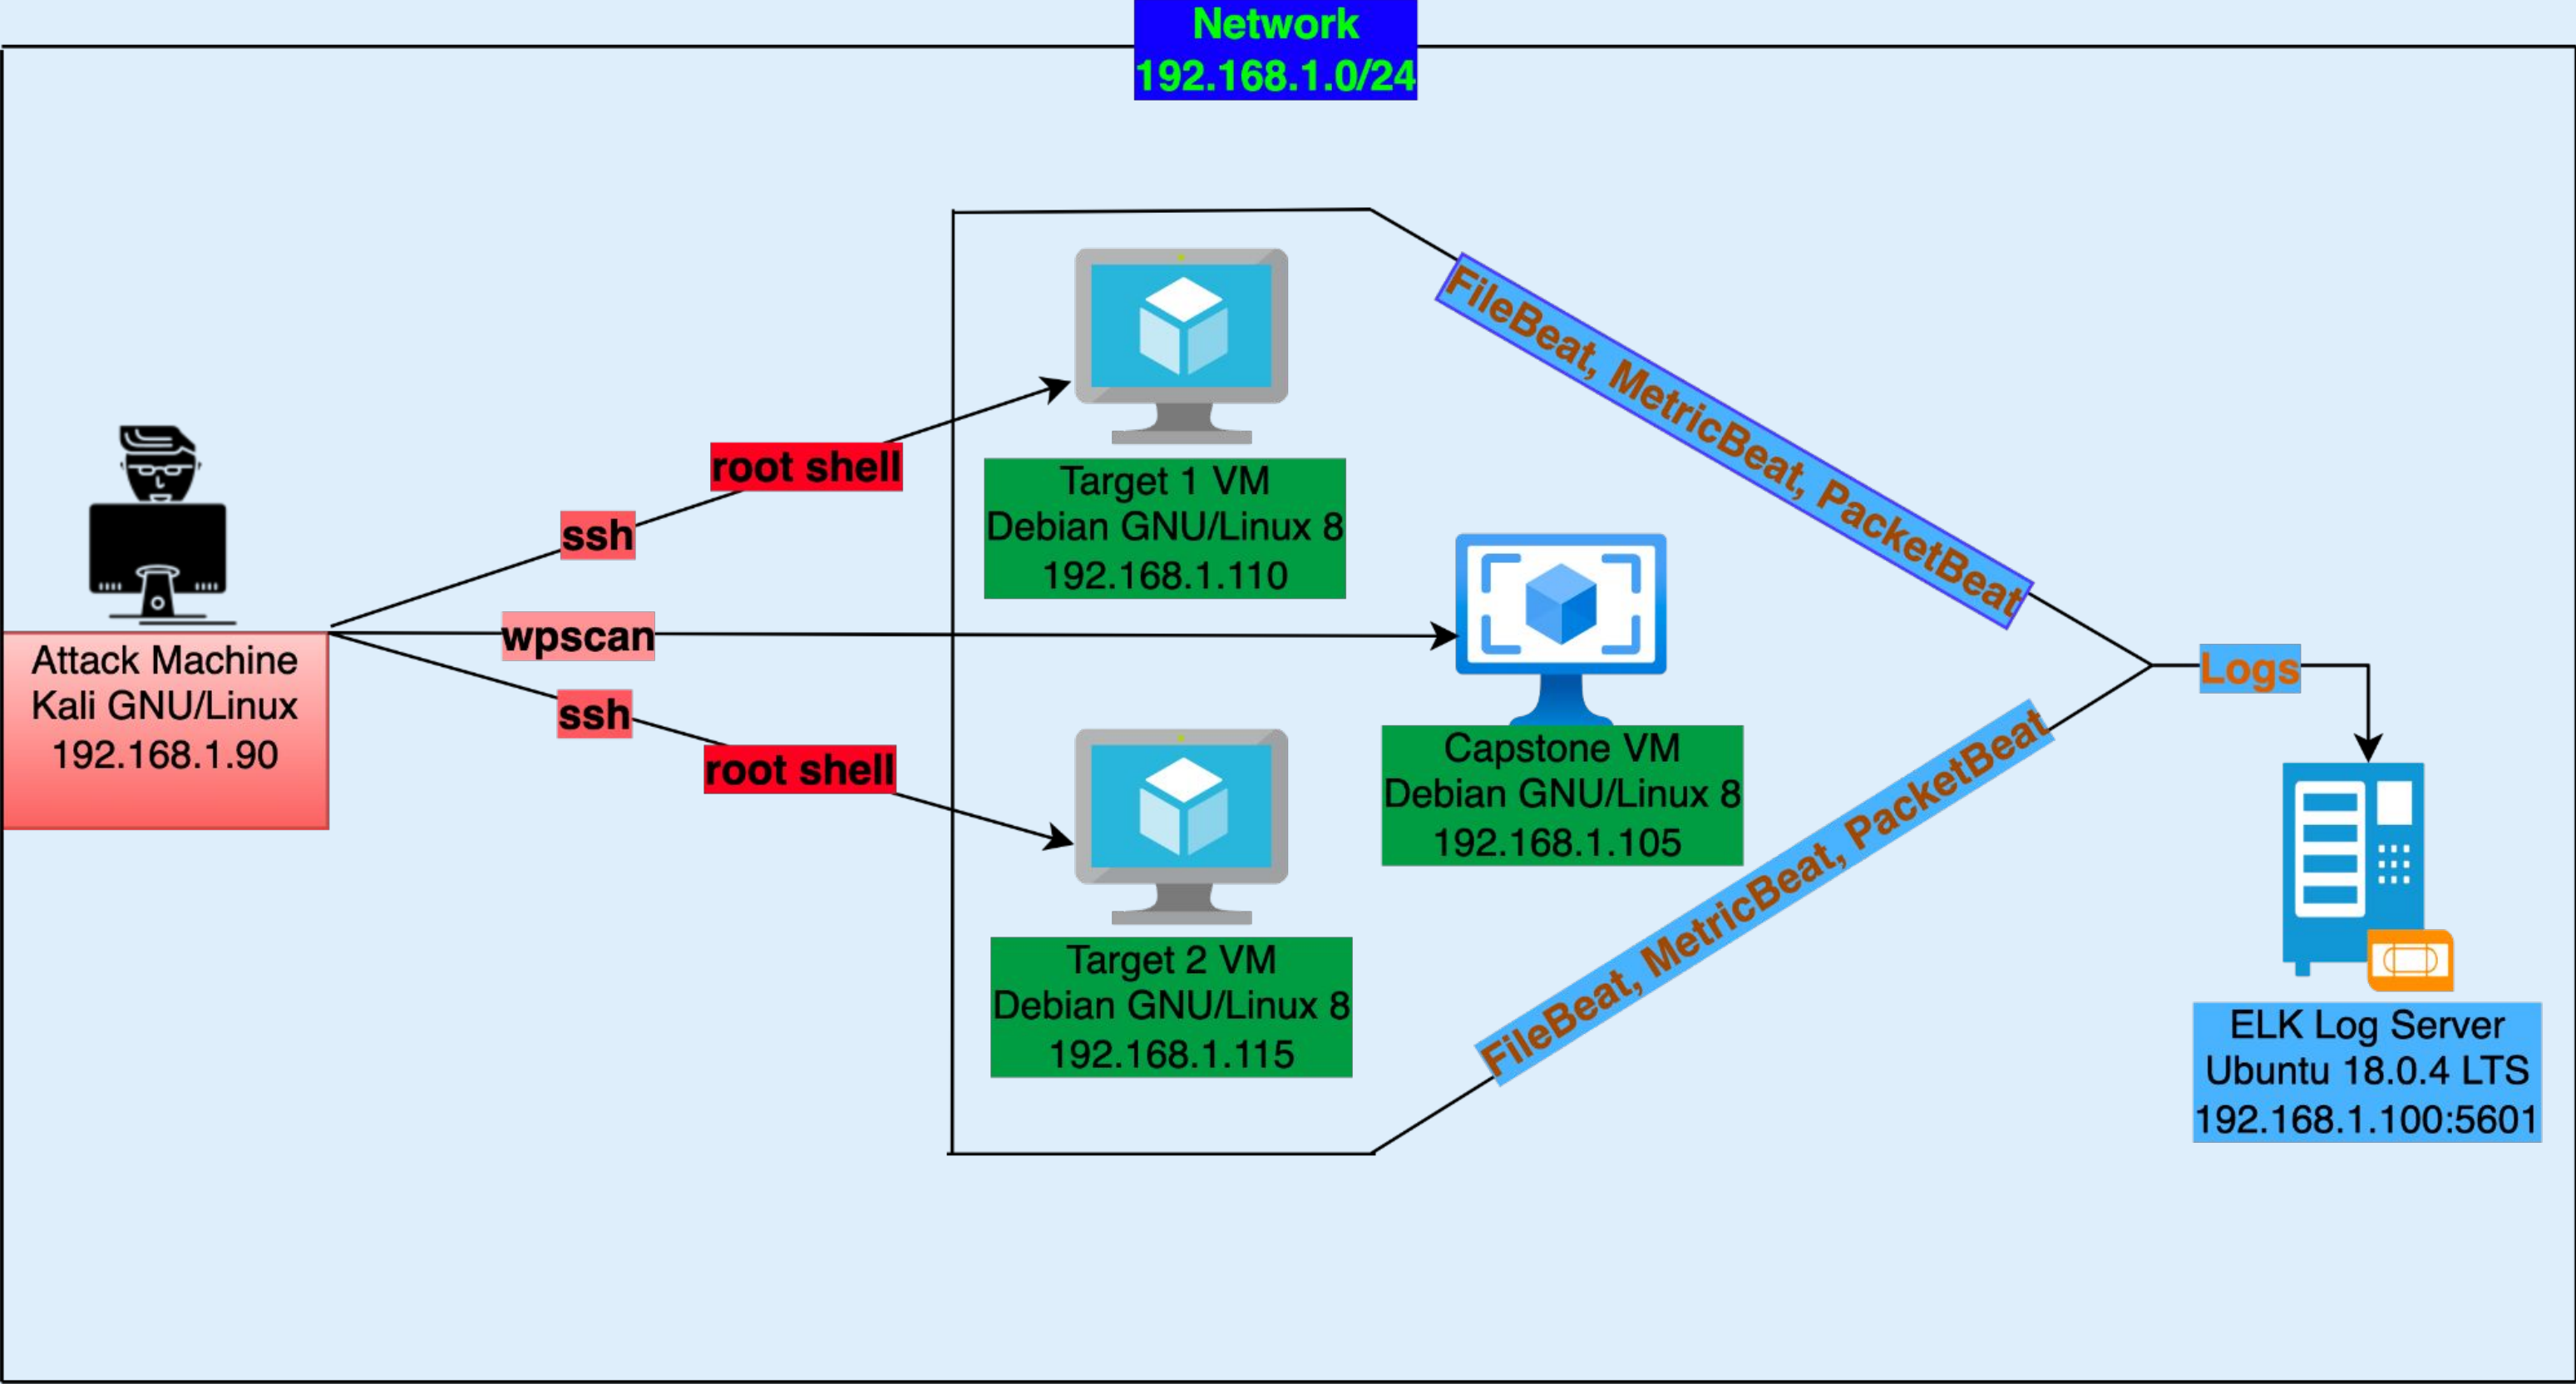 Network
192.168.1.0/24
FileBeat, MetricBeat, PacketBeat
root shell
ssh
Target 1 VM
Debian GNU/Linux 8
192.168.1.110
wpscan
Attack Machine
Kali GNU/Linux
192.168.1.90
ssh
root shell
Capstone VM
Debian GNU/Linux 8
192.168.1.105
Logs
FileBeat, MetricBeat, PacketBeat
Target 2 VM
Debian GNU/Linux 8
192.168.1.115
ELK Log Server
Ubuntu 18.0.4 LTS
192.168.1.100:5601